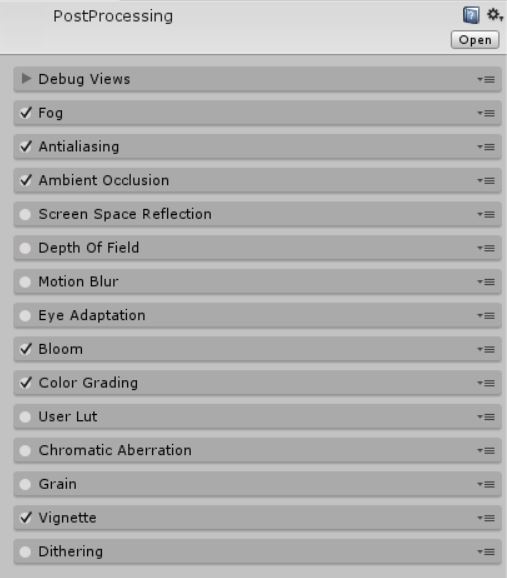 PostProcessing
Open
Debug Views
Fog
Antialiasing
Ambient Occlusion
Screen Space Reflection
Depth Of Field
Motion Blur
Eye Adaptation
Bloom
Color Grading
User Lut
Chromatic Aberration
Grain
Vignette
Dithering